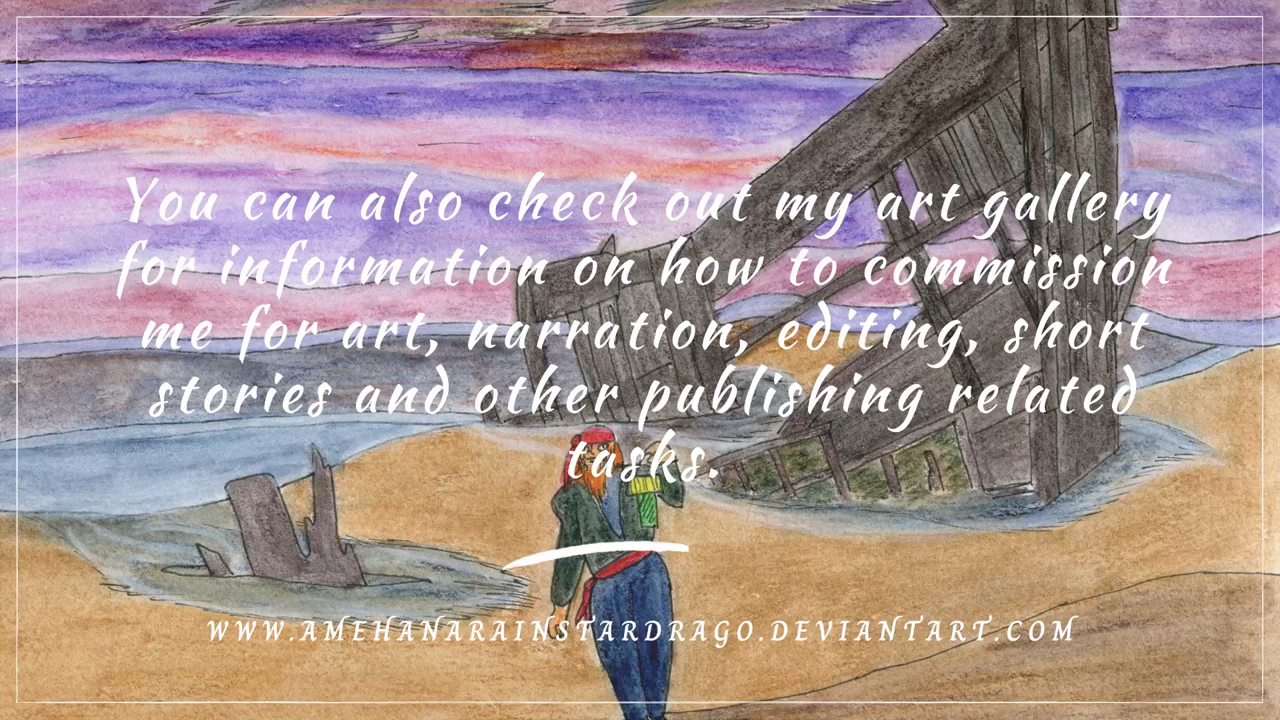 You can also check out my art gallery
for information on how to commission
me for art, narration, editing, short
stories and other publishing related
tasks.
WWW.AMEHANARAINSTARDRAGO.DEVIANTART.COM